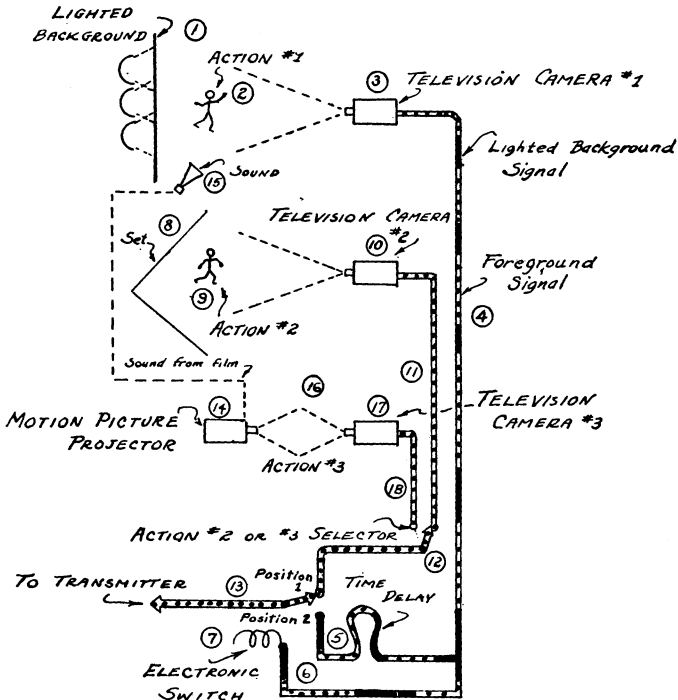 LIGHTED
BACKGROUND
1
ACTION #1
2
3
TELEVISION CAMERA #1
Lighted Background
Signal
SOUND
15
8
Set
TELEVISION CAMERA
#2
10
Foreground
Signal
4
9
ACTION #2
Sound from Film
11
16
14
17
MOTION PICTURE
PROJECTOR
TELEVISION
CAMERA #3
ACTION #3
18
ACTION #2 OR #3 SELECTOR
12
TO TRANSMITTER
13
Position
1
TIME
DELAY
Position 2
7
5
ELECTRONIC
SWITCH
6